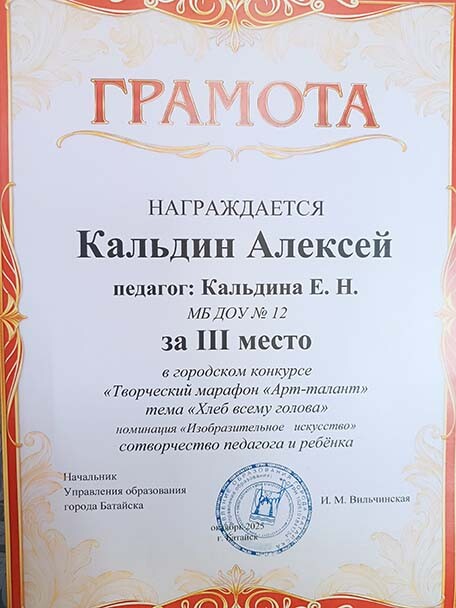 ГРАМОТА
НАГРАЖДАЕТСЯ
Кальдин Алексей
педагог: Кальдина Е. Н.
МБ ДОУ № 12
за III место
в городском конкурсе
«Творческий марафон «Арт-талант»
тема «Хлеб всему голова»
номинация «Изобразительное искусство»
сотворчество педагога и ребёнка
Начальник
Управления образования
города Батайска
И. М. Вильчинская
октябрь 2025
г. Батайск